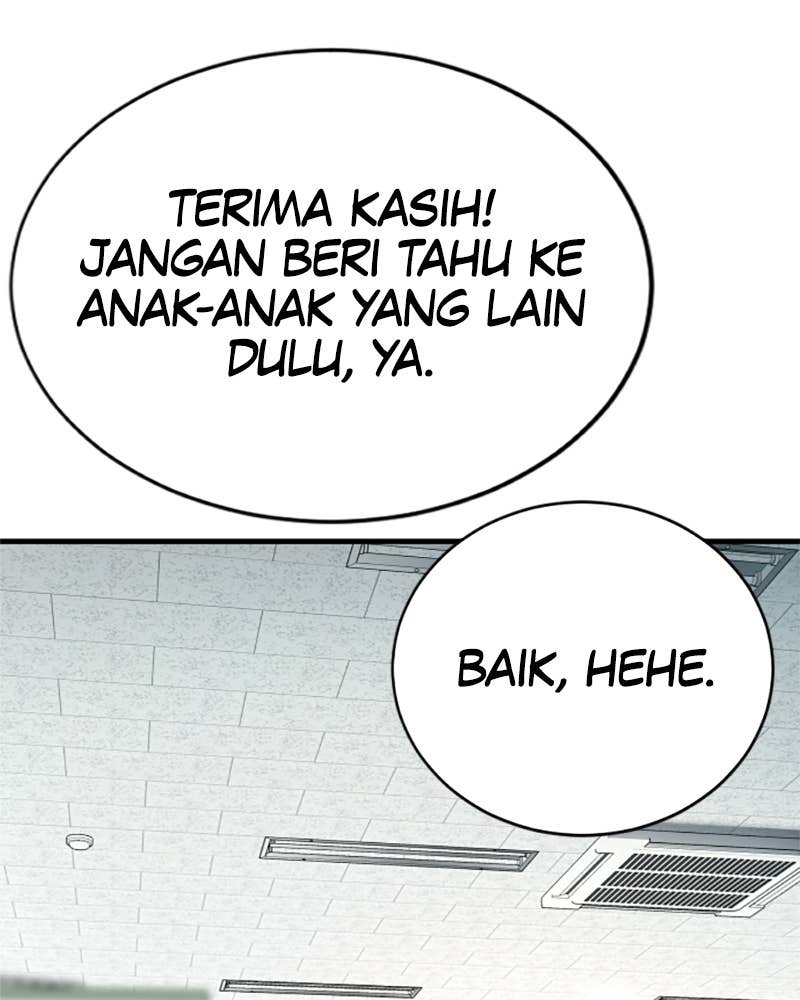 TERIMA KASIH!
JANGAN BERI TAHU KE
ANAK-ANAK YANG LAIN
DULU, YA.
BAIK, HEHE.